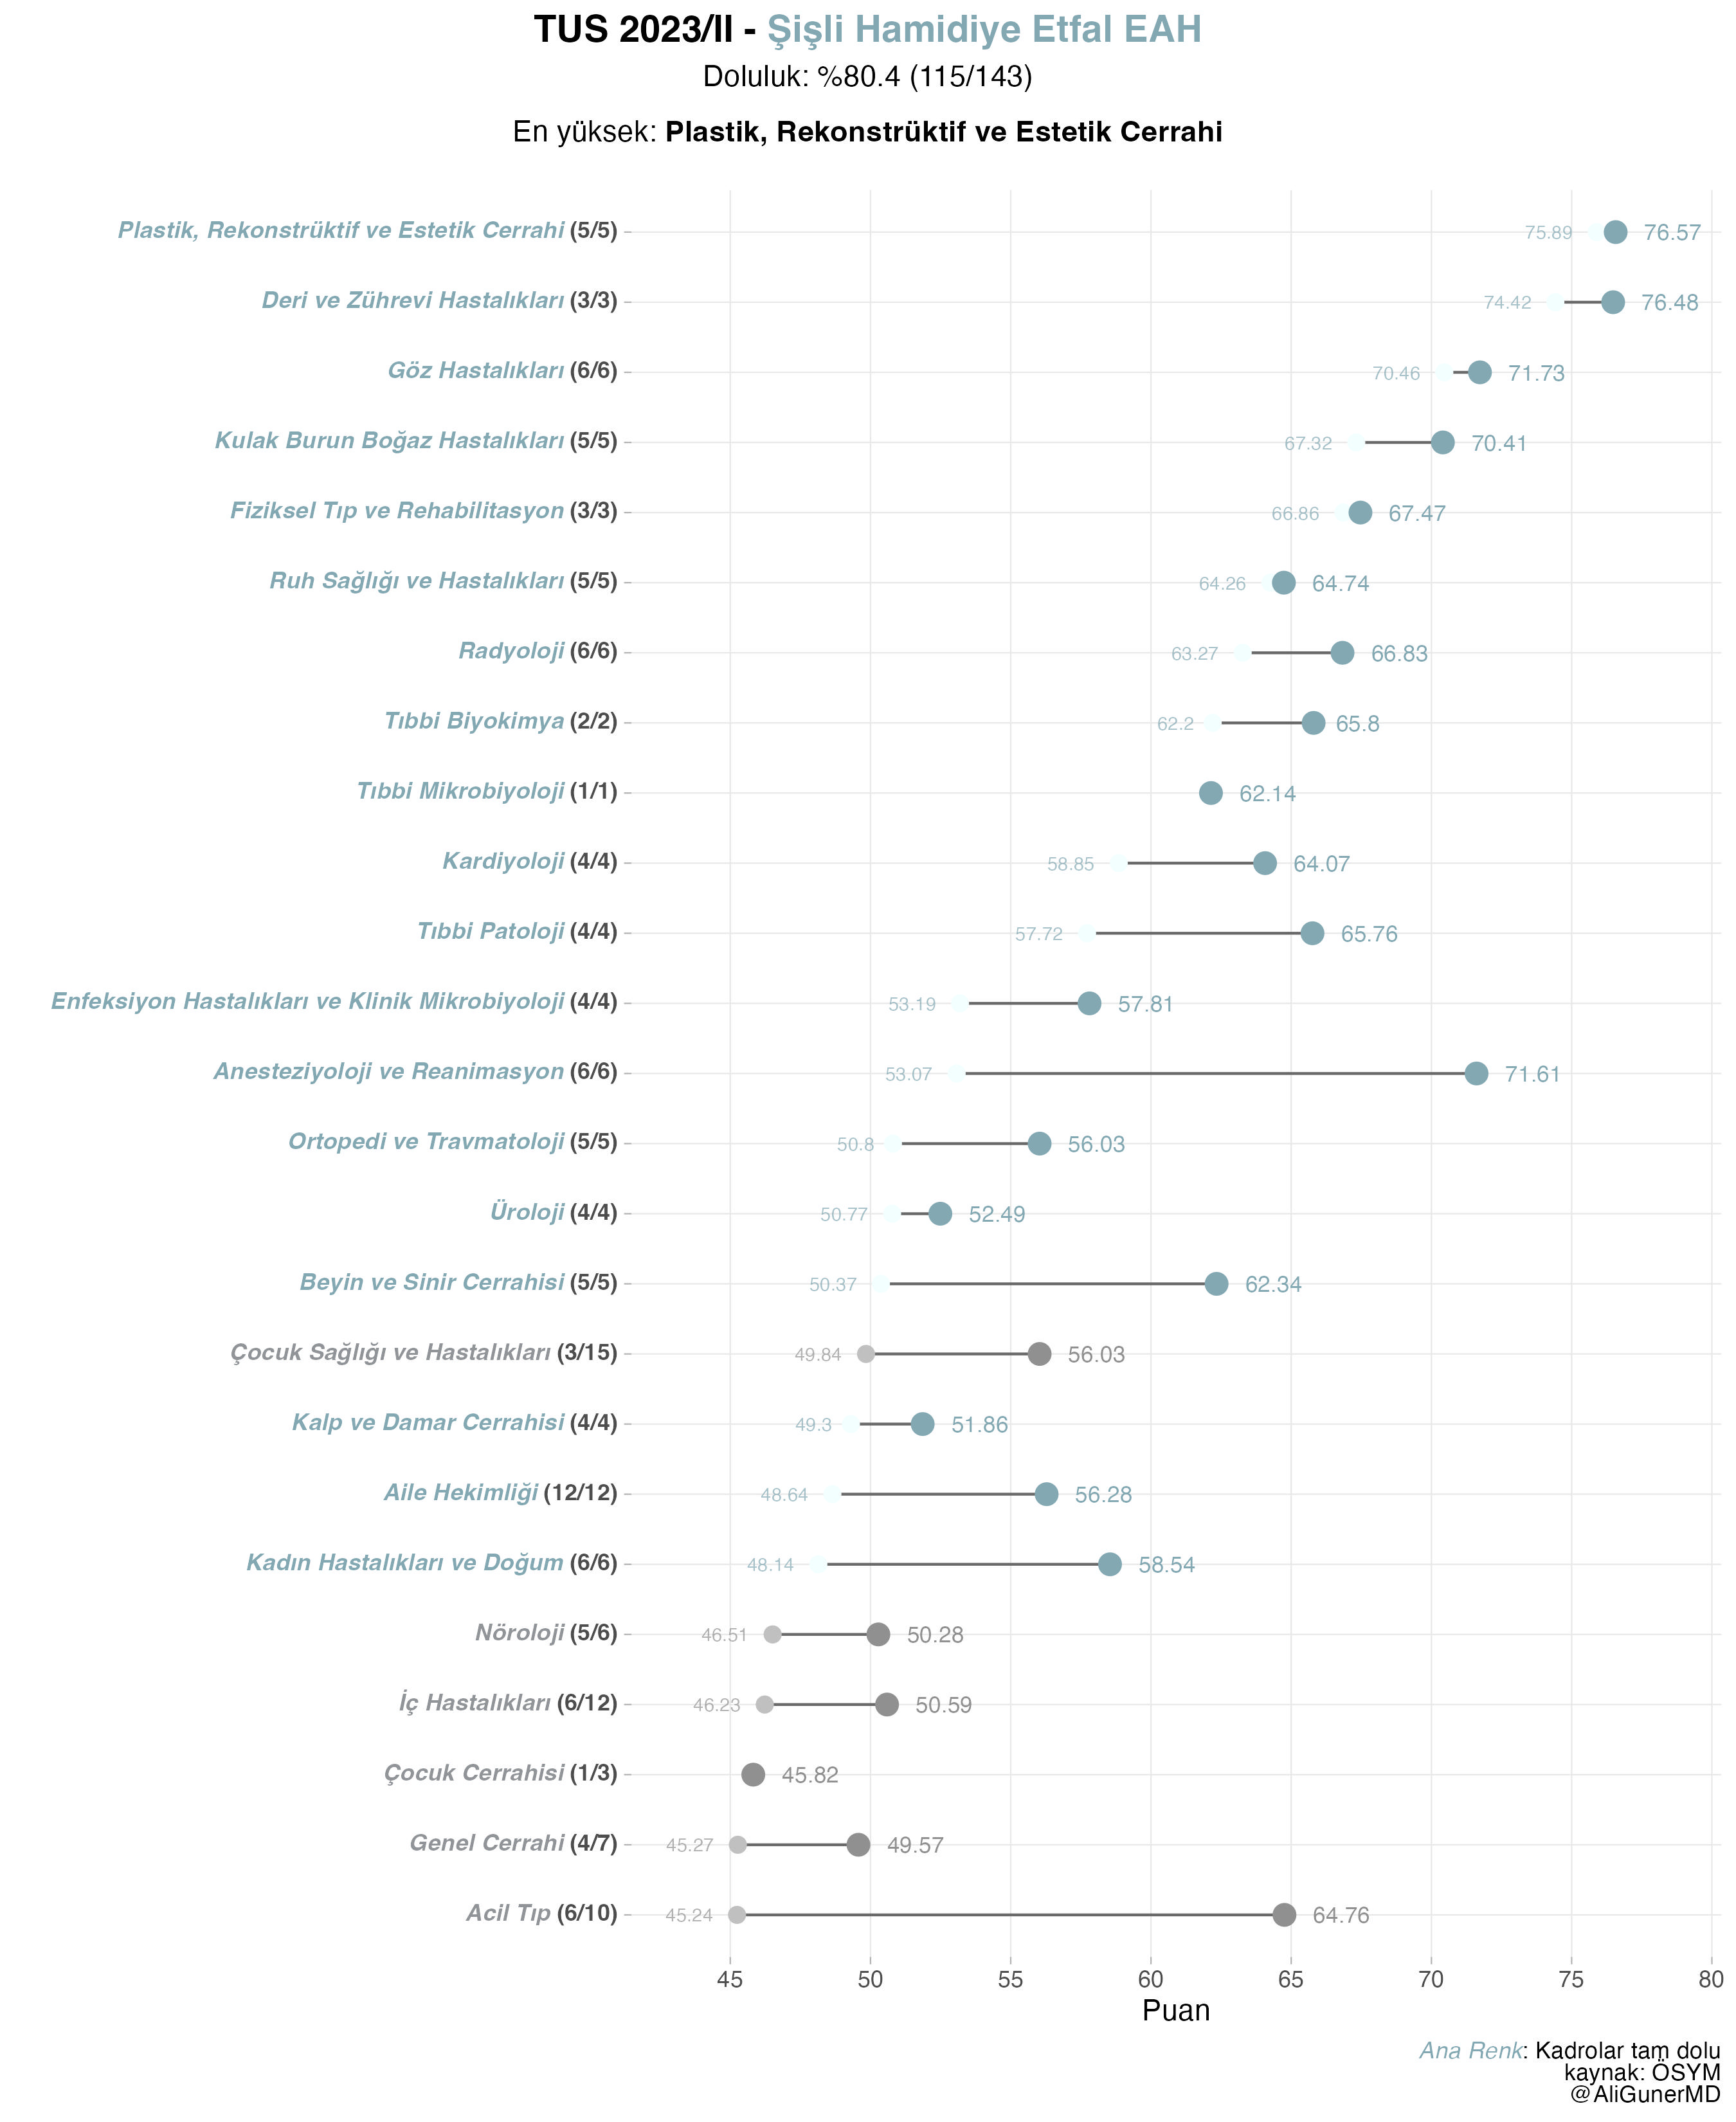 TUS 2023/II - Şişli Hamidiye Etfal EAH
Doluluk: %80.4 (115/143)
En yüksek: Plastik, Rekonstrüktif ve Estetik Cerrahi
Plastik, Rekonstrüktif ve Estetik Cerrahi (5/5) 75.89 76.57
Deri ve Zührevi Hastalıkları (3/3) 74.42 76.48
Göz Hastalıkları (6/6) 70.46 71.73
Kulak Burun Boğaz Hastalıkları (5/5) 67.32 70.41
Fiziksel Tıp ve Rehabilitasyon (3/3) 66.86 67.47
Ruh Sağlığı ve Hastalıkları (5/5) 64.26 64.74
Radyoloji (6/6) 63.27 66.83
Tıbbi Biyokimya (2/2) 62.2 65.8
Tıbbi Mikrobiyoloji (1/1) 62.14
Kardiyoloji (4/4) 58.85 64.07
Tıbbi Patoloji (4/4) 57.72 65.76
Enfeksiyon Hastalıkları ve Klinik Mikrobiyoloji (4/4) 53.19 57.81
Anesteziyoloji ve Reanimasyon (6/6) 53.07 71.61
Ortopedi ve Travmatoloji (5/5) 50.8 56.03
Üroloji (4/4) 50.77 52.49
Beyin ve Sinir Cerrahisi (5/5) 50.37 62.34
Çocuk Sağlığı ve Hastalıkları (3/15) 49.84 56.03
Kalp ve Damar Cerrahisi (4/4) 49.3 51.86
Aile Hekimliği (12/12) 48.64 56.28
Kadın Hastalıkları ve Doğum (6/6) 48.14 58.54
Nöroloji (5/6) 46.51 50.28
İç Hastalıkları (6/12) 46.23 50.59
Çocuk Cerrahisi (1/3) 45.82
Genel Cerrahi (4/7) 45.27 49.57
Acil Tıp (6/10) 45.24 64.76
45 50 55 60 65 70 75 80
Puan
Ana Renk: Kadrolar tam dolu
kaynak: ÖSYM
@AliGunerMD